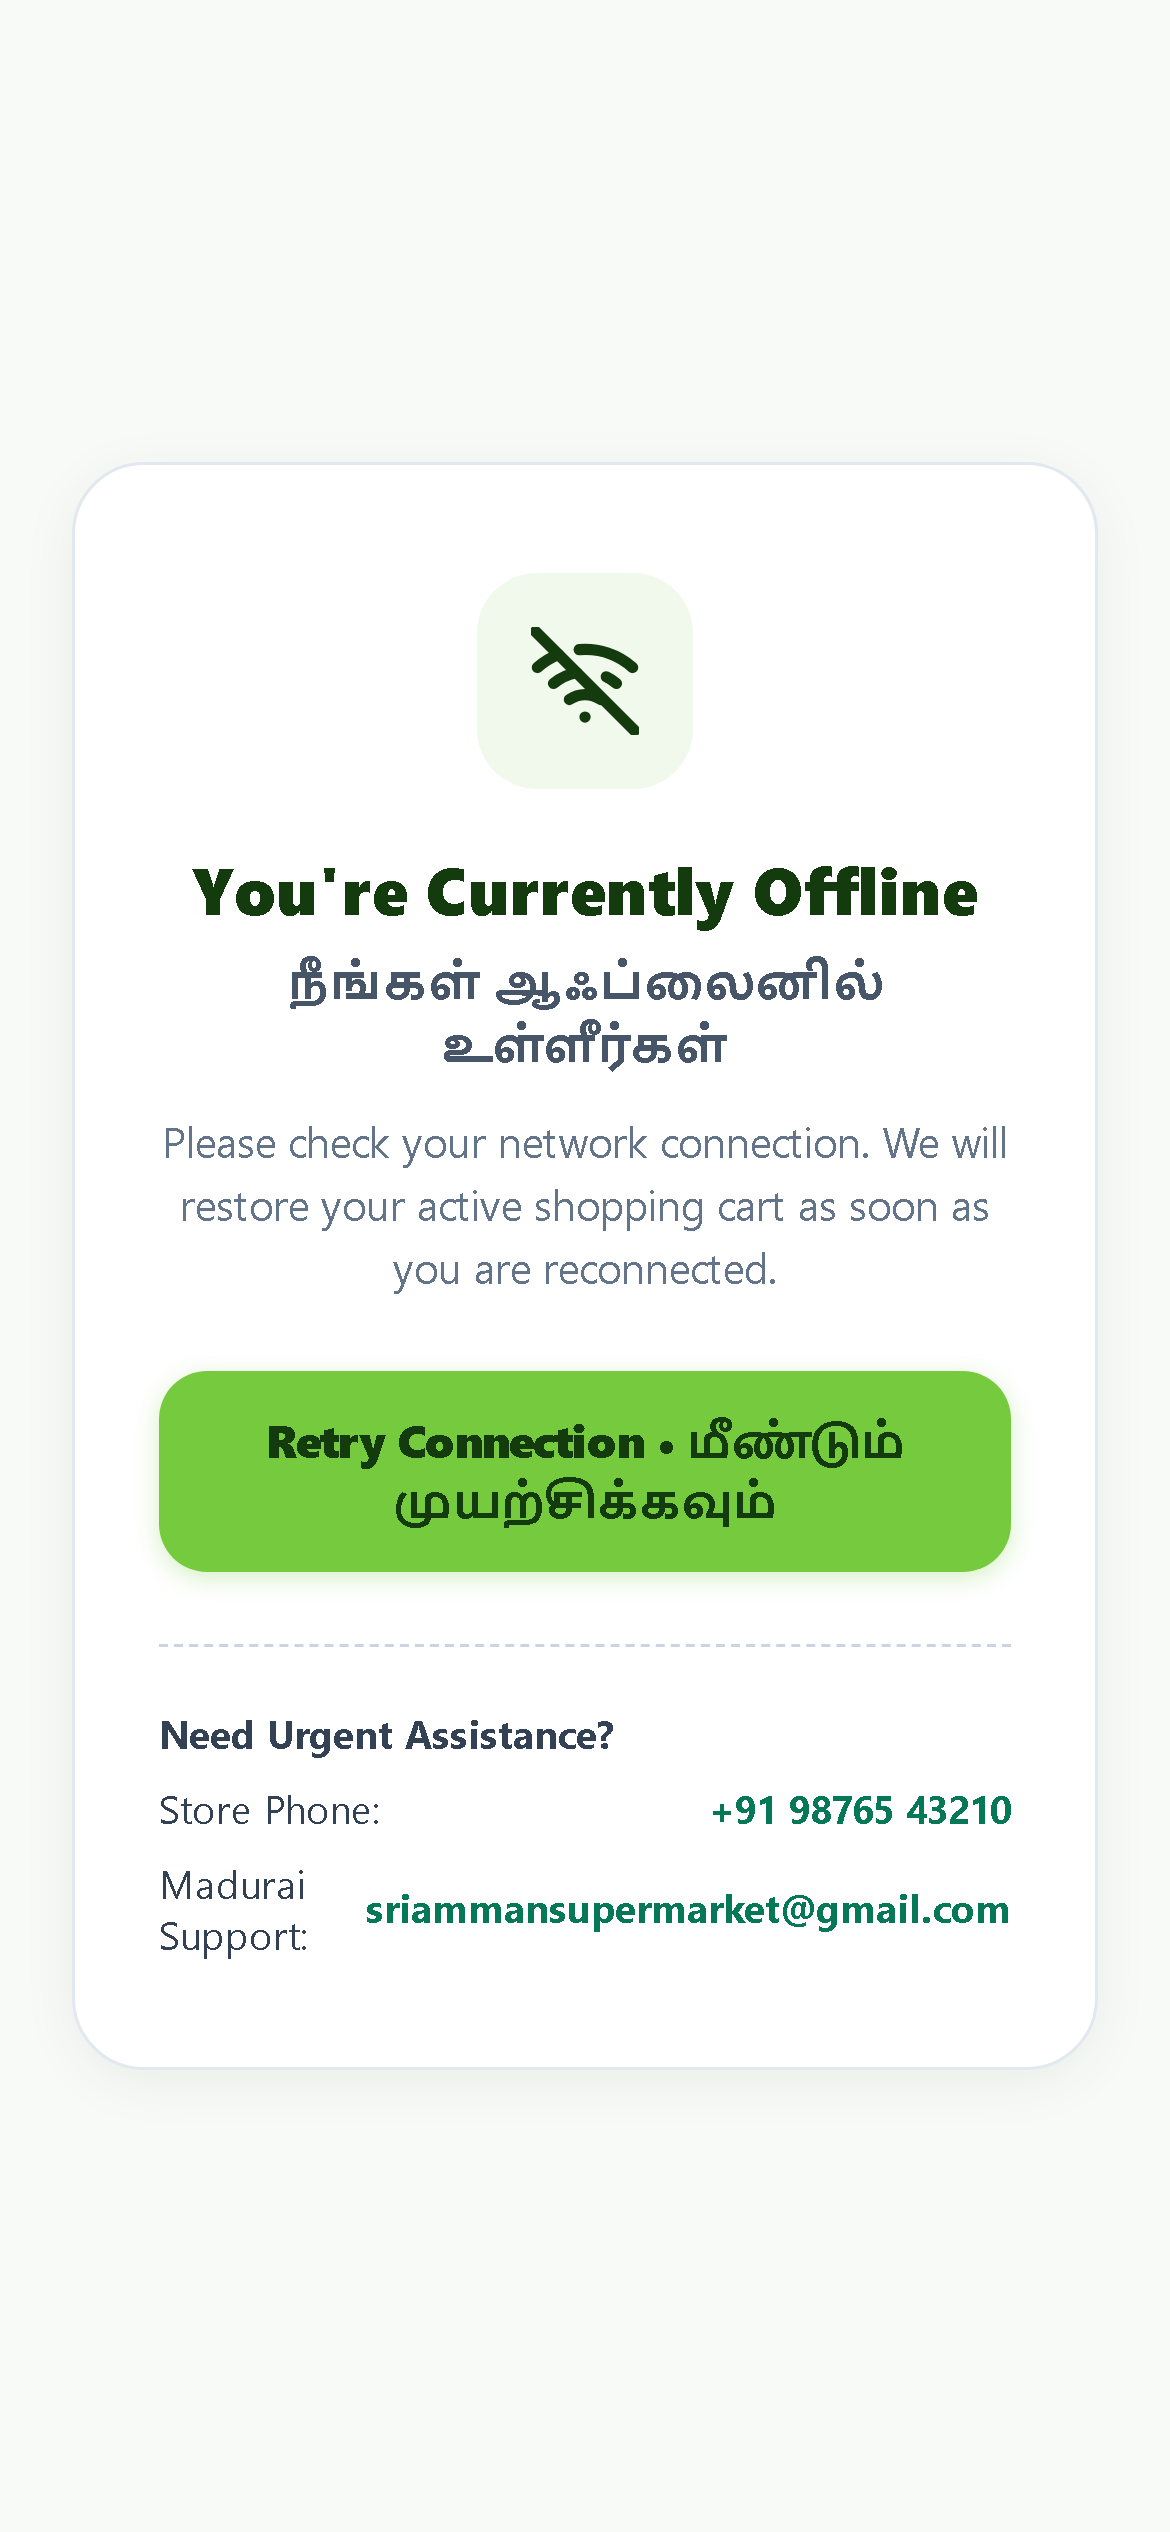 You're Currently Offline
நீங்கள் ஆஃப்லைனில்
உள்ளீர்கள்
Please check your network connection. We will
restore your active shopping cart as soon as
you are reconnected.
Retry Connection • மீண்டும்
முயற்சிக்கவும்
Need Urgent Assistance?
Store Phone: +91 98765 43210
Madurai
Support: sriammansupermarket@gmail.com